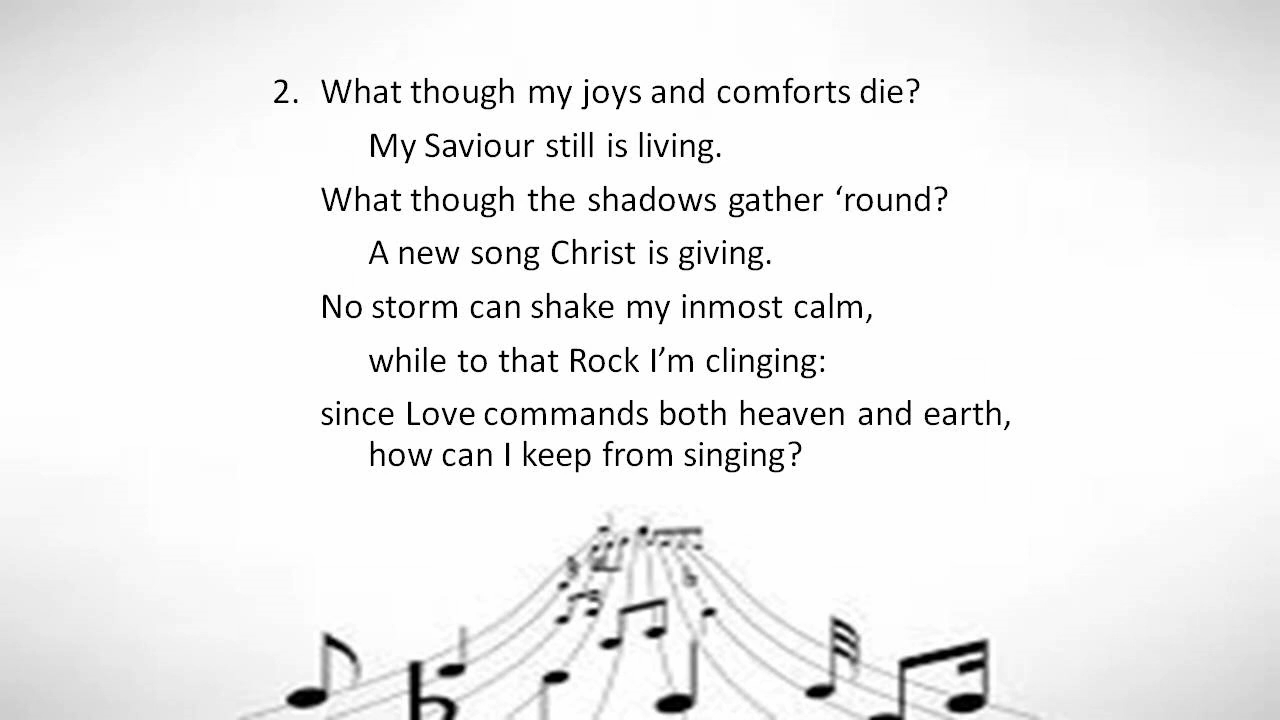 2. What though my joys and comforts die?
My Saviour still is living.
What though the shadows gather ‘round?
A new song Christ is giving.
No storm can shake my inmost calm,
while to that Rock I’m clinging:
since Love commands both heaven and earth,
how can I keep from singing?